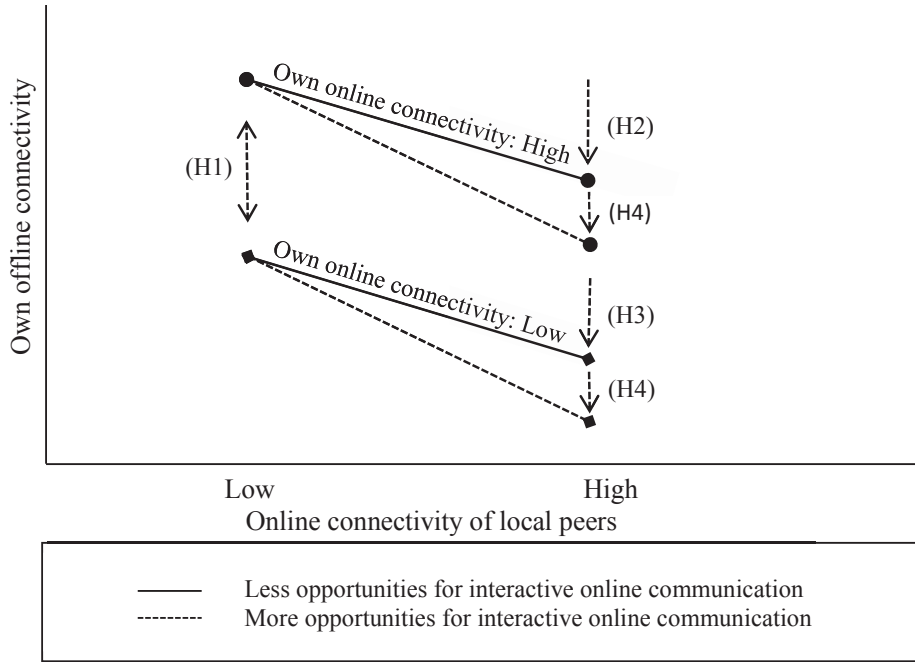 Own offline connectivity
Own online connectivity: High
(H1)
(H2)
(H4)
Own online connectivity: Low
(H3)
(H4)
Low
High
Online connectivity of local peers
Less opportunities for interactive online communication
More opportunities for interactive online communication